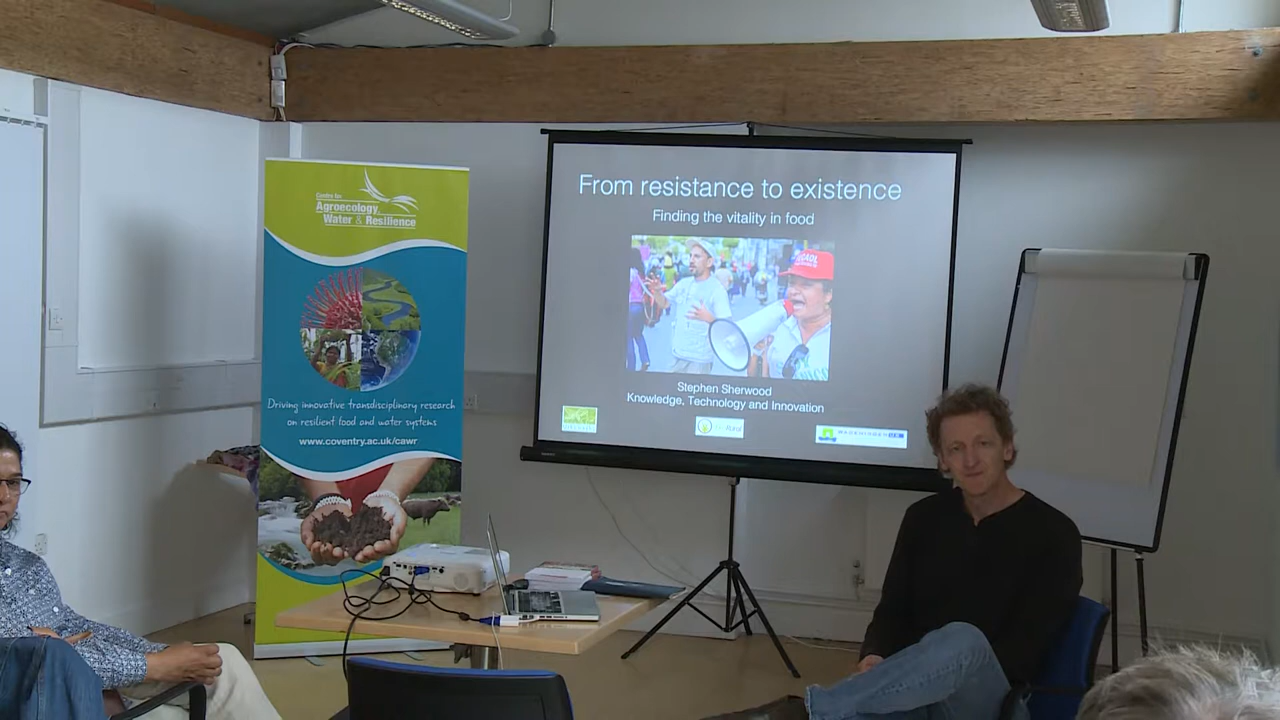 Centre for
Agroecology
Water & Resilience
Driving innovative transdisciplinary research
on resilient food and water systems
www.coventry.ac.uk/cawr
From resistance to existence
Finding the vitality in food
Stephen Sherwood
Knowledge, Technology and Innovation